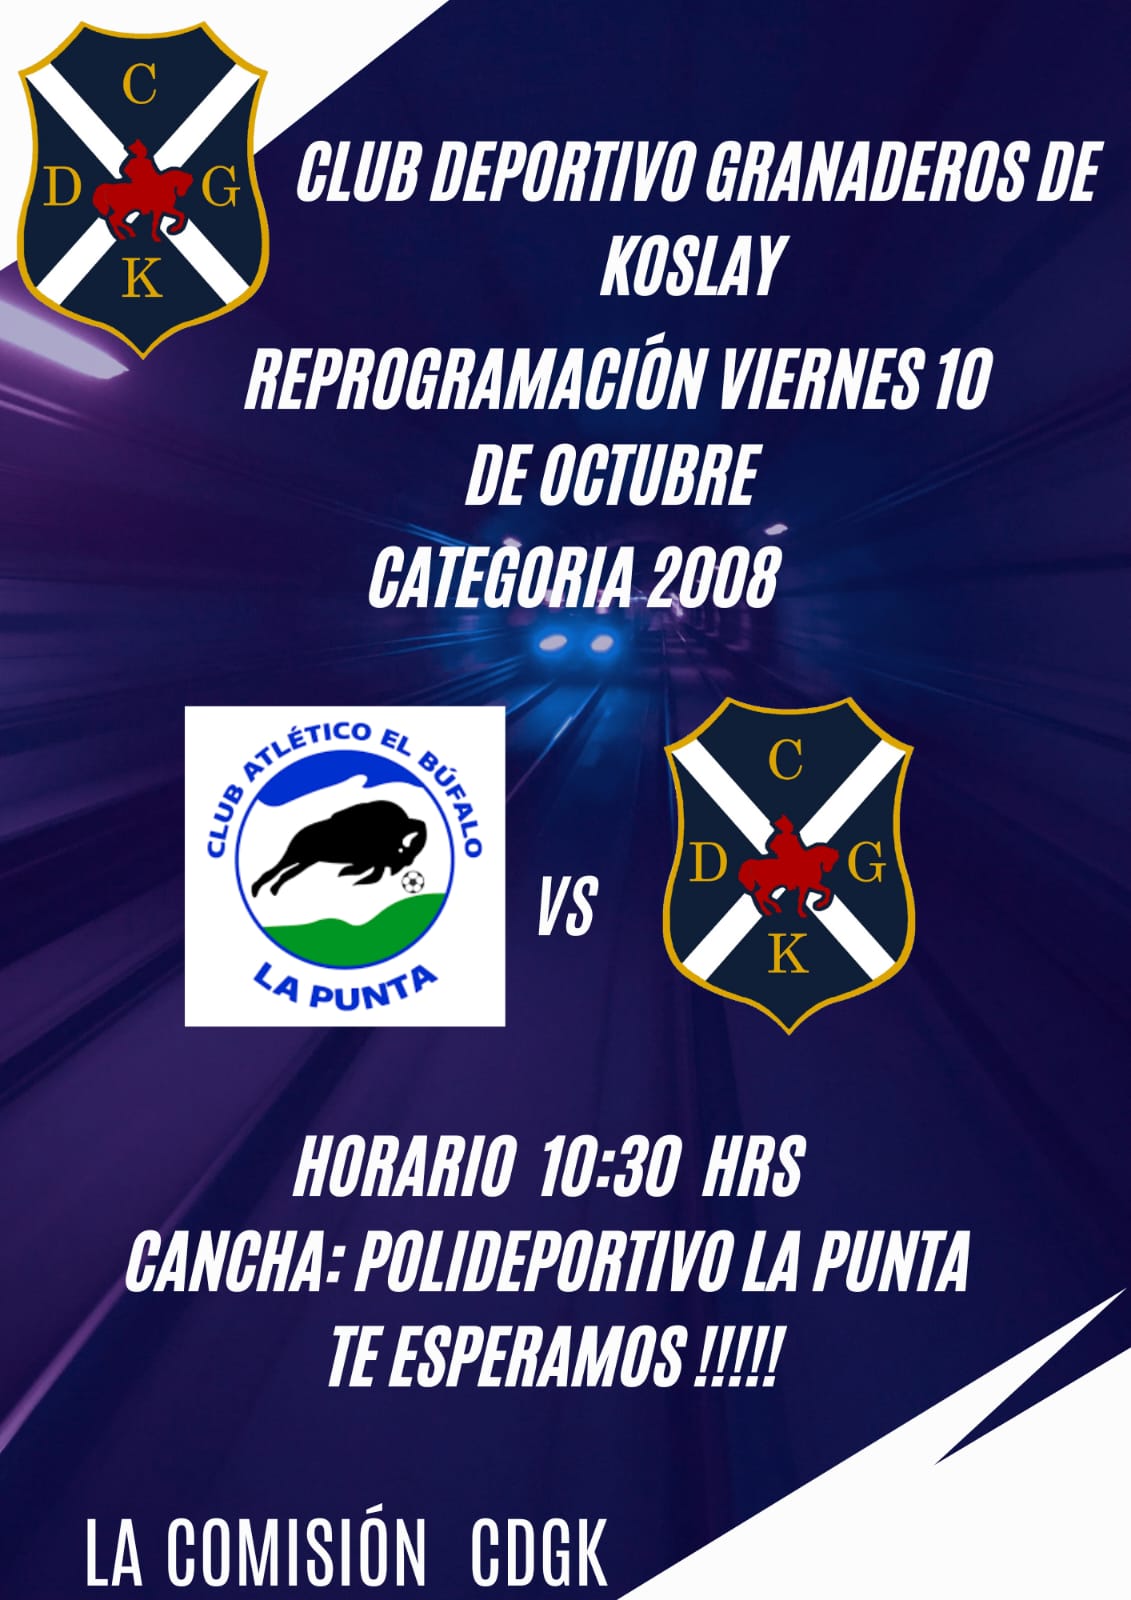 C
D G
K
CLUB DEPORTIVO GRANADEROS DE
KOSLAY
REPROGRAMACIÓN VIERNES 10
DE OCTUBRE
CATEGORIA 2008
CLUB ATLÉTICO EL BÚFALO
LA PUNTA
VS
C
D G
K
HORARIO 10:30 HRS
CANCHA: POLIDEPORTIVO LA PUNTA
TE ESPERAMOS !!!!!
LA COMISIÓN CDGK